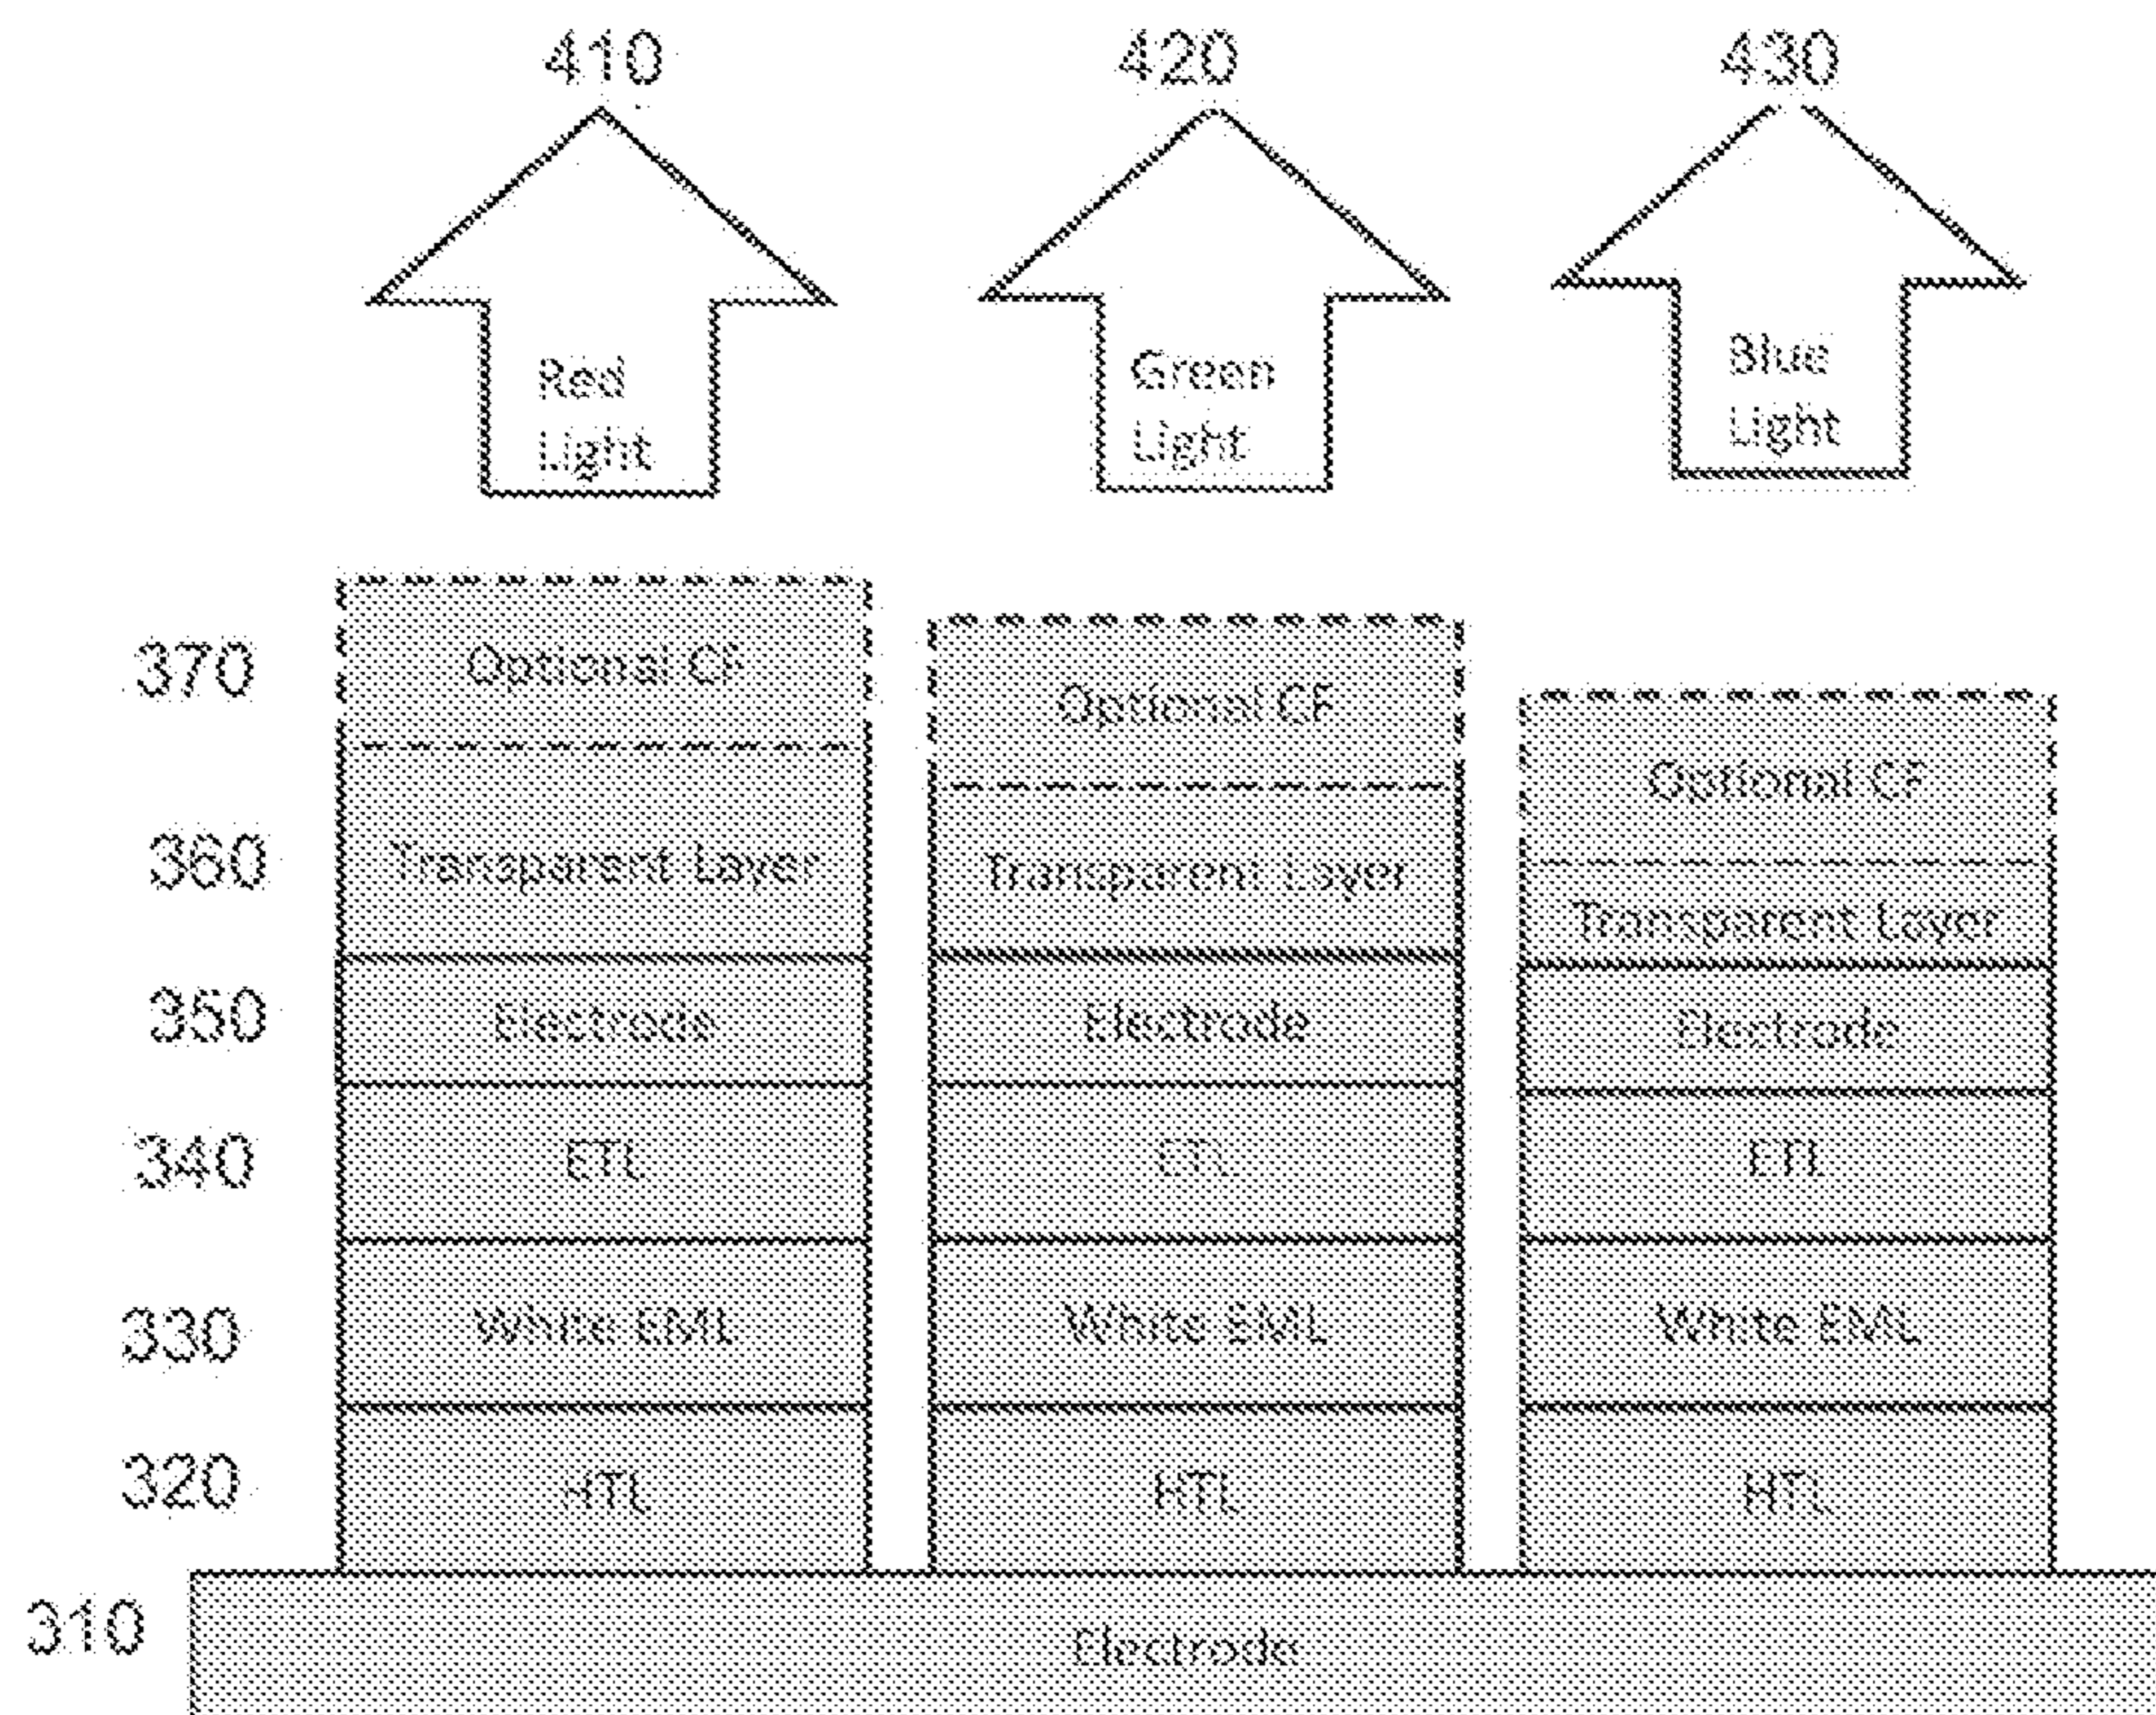 410 420 430
Red Green Blue
Light Light Light
370 Optional CF Optional CF Optional CF
360 Transparent Layer Transparent Layer Transparent Layer
350 Electrode Electrode Electrode
340 ETL ETL ETL
330 White EML White EML White EML
320 HTL HTL HTL
310 Electrode